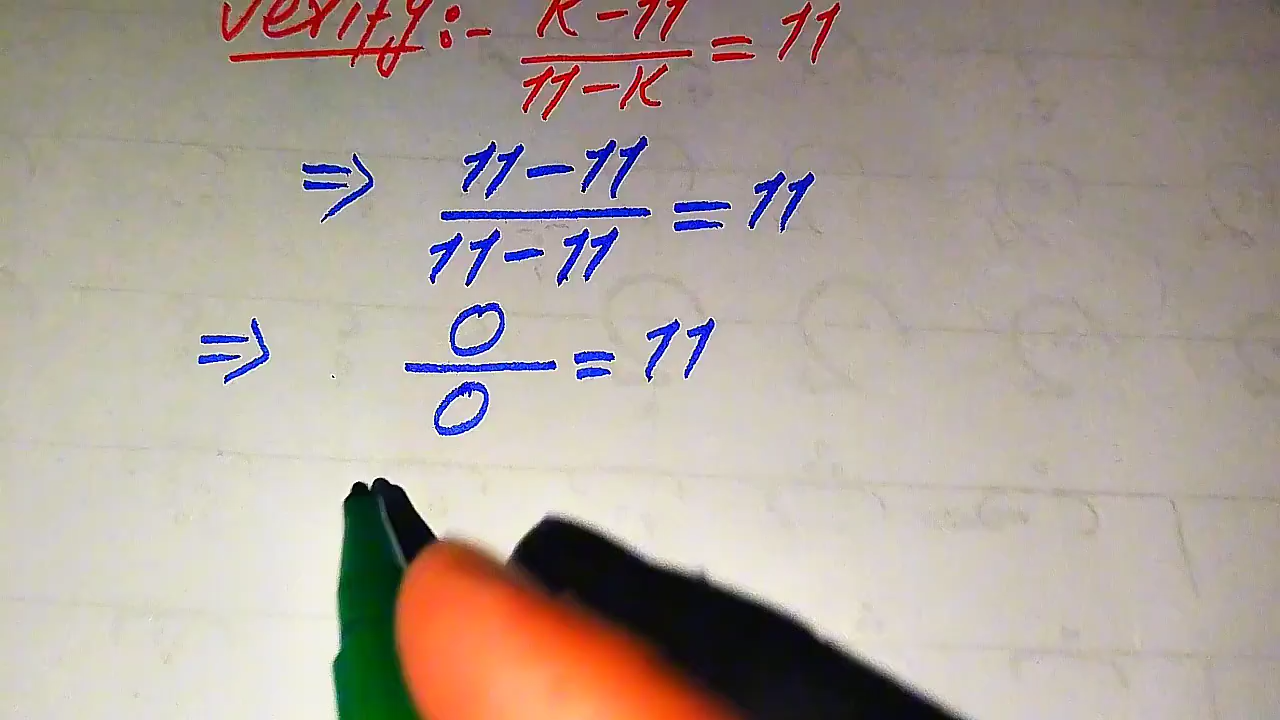 Verify:- K-11/11-K = 11
=> 11-11/11-11 = 11
=> 0/0 = 11